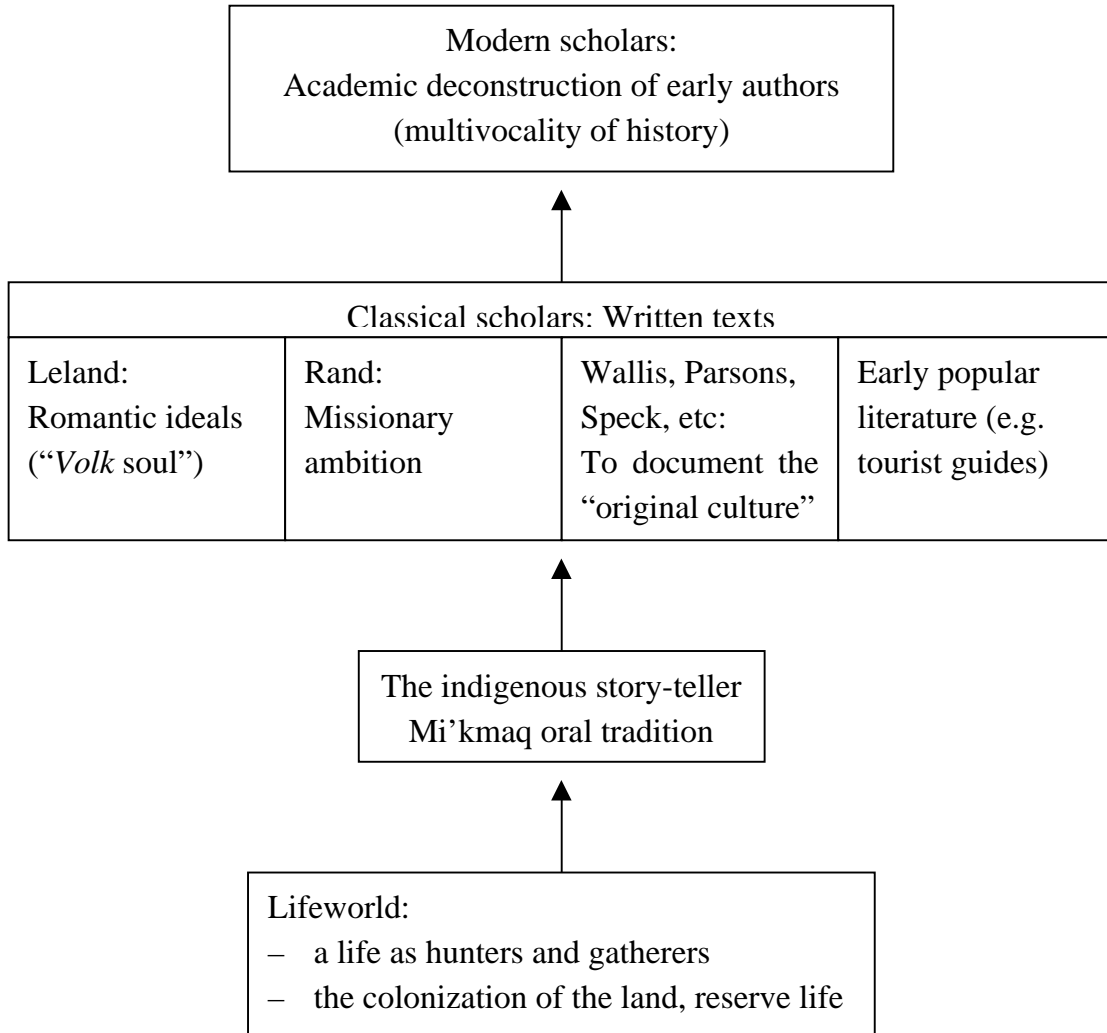 Modern scholars:
Academic deconstruction of early authors
(multivocality of history)
Classical scholars: Written texts
Leland:
Romantic ideals
(“Volk soul”)
Rand:
Missionary
ambition
Wallis, Parsons,
Speck, etc:
To document the
“original culture”
Early popular
literature (e.g.
tourist guides)
The indigenous story-teller
Mi’kmaq oral tradition
Lifeworld:
– a life as hunters and gatherers
– the colonization of the land, reserve life